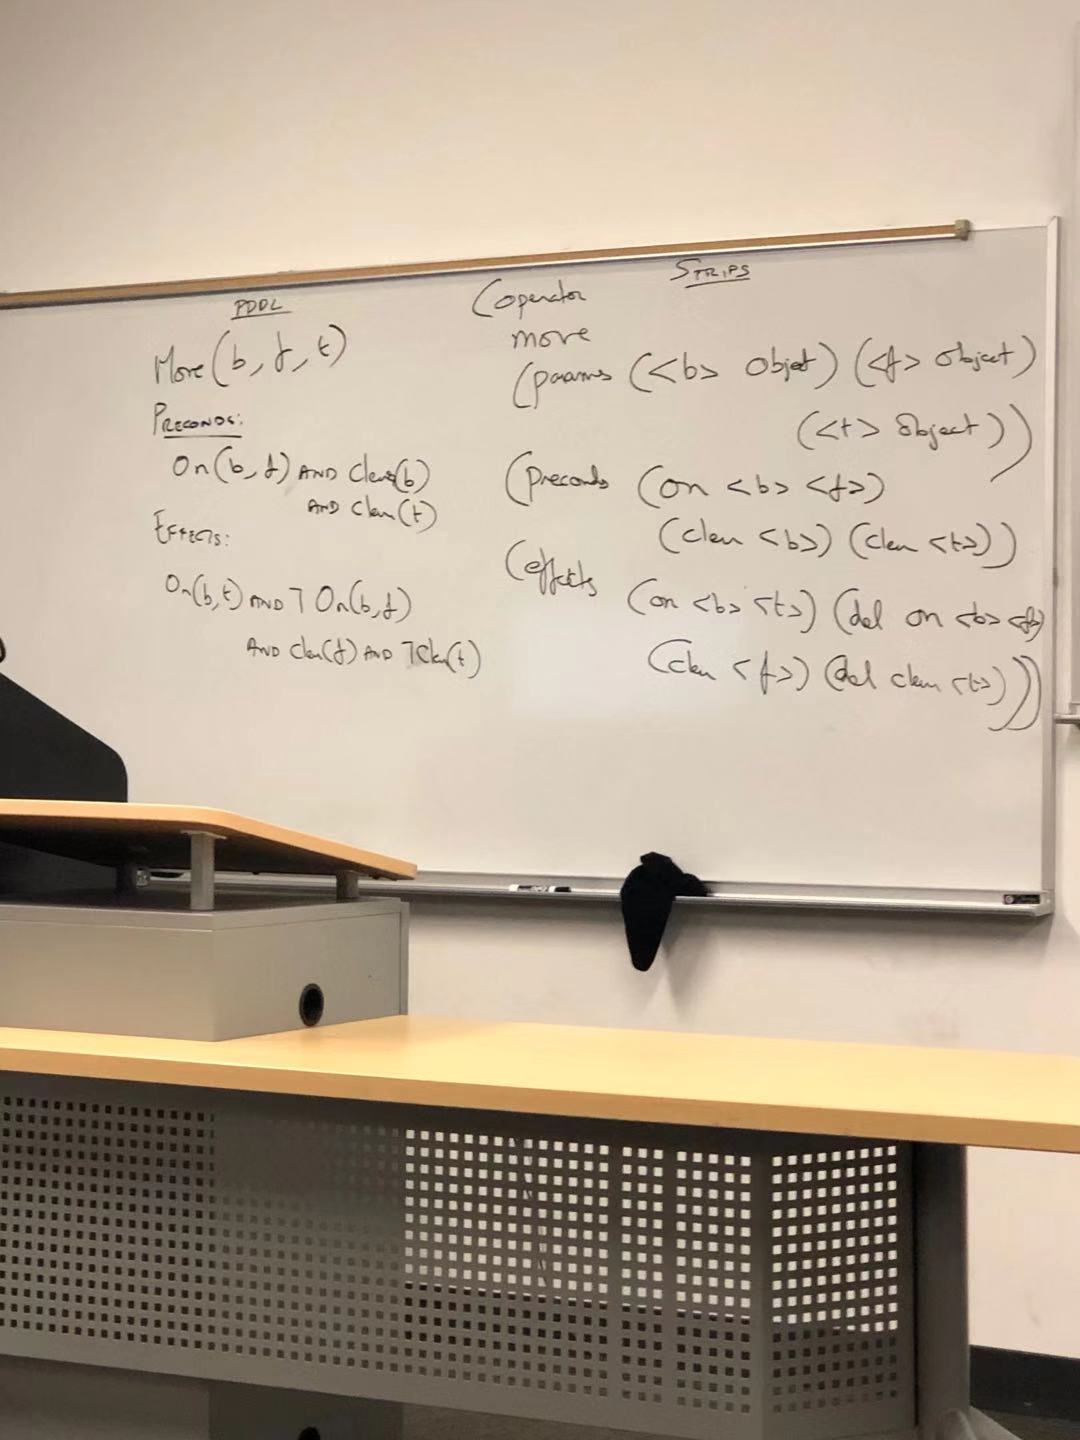 PDDL
Move (b, f, t)
PRECONDS:
On(b, f) AND Clear(b)
AND Clear(t)
EFFECTS:
On(b,t) AND ¬ On(b,f)
AND Clear(f) AND ¬Clear(t)
STRIPS
(operator
move
(params (<b> Object) (<f> Object)
(<t> Object))
(preconds (on <b> <f>)
(clear <b>) (clear <t>))
(effects (on <b> <t>) (del on <b> <f>)
(clear <f>) (del clear <t>)))